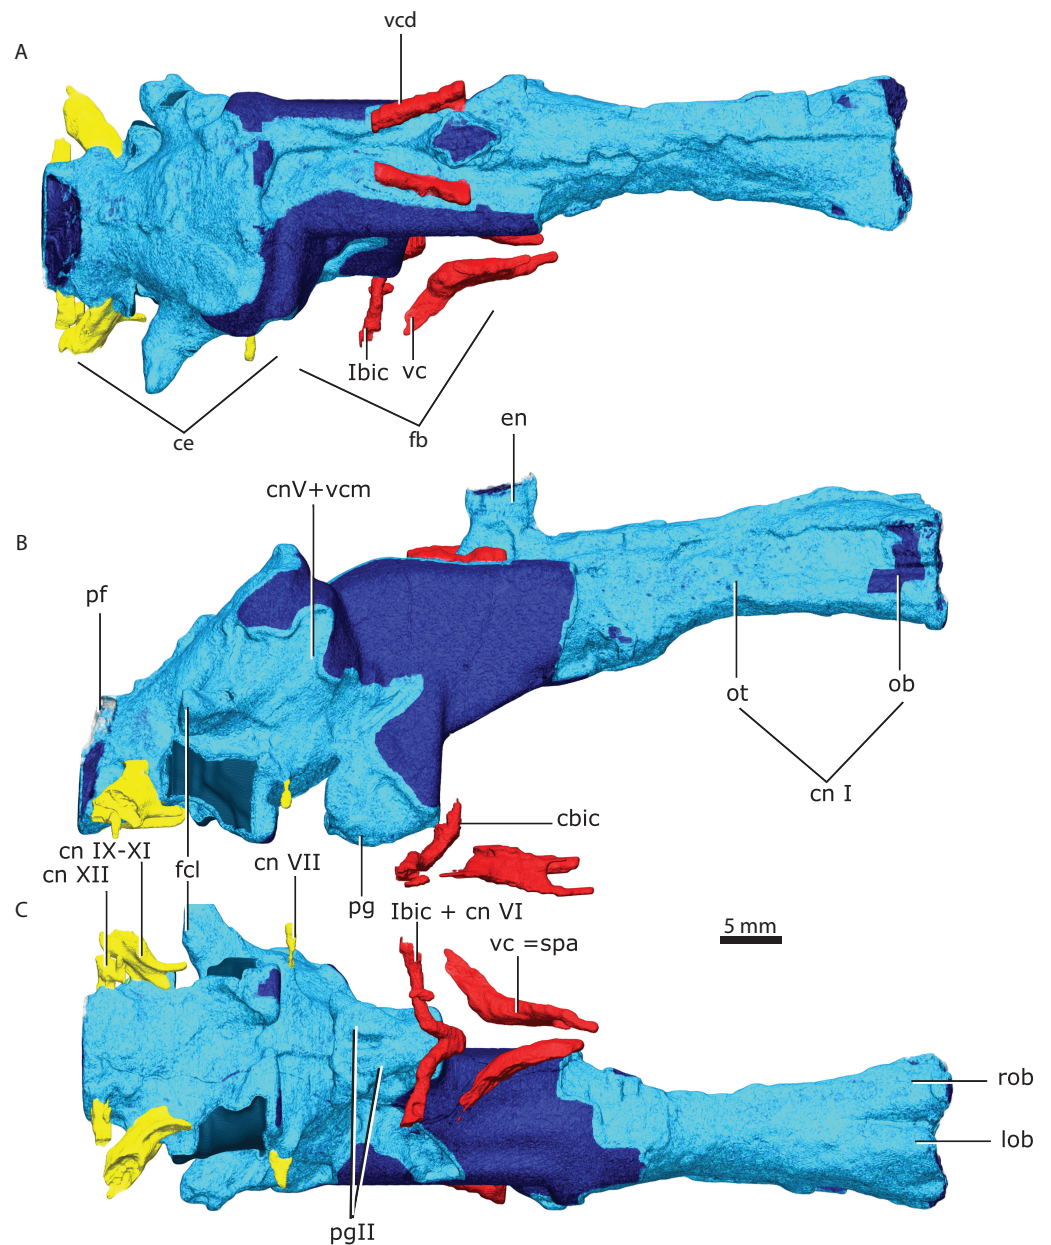 vcd
A
Ibic vc
ce
fb
en
cnV+vcm
B
pf
ot
ob
cn I
cbic
cn IX-XI
cn XII
fcl
cn VII
pg
Ibic + cn VI
C
5 mm
vc =spa
rob
lob
pgII